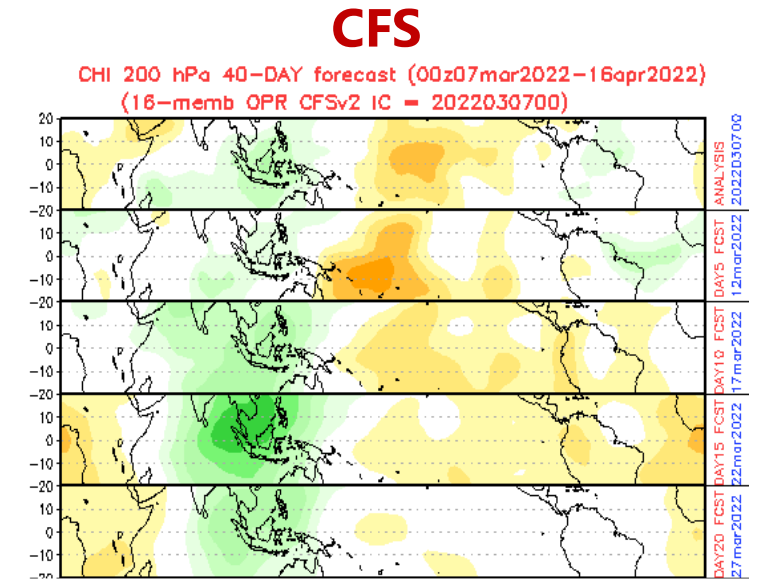 CFS
CHI 200 hPa 40-DAY forecast (00z07mar2022-16apr2022)
(16-memb OPR CFSv2 IC = 2022030700)
20
10
0
-10
-20
ANALYSIS
2022030700
10
0
-10
-20
DAY5 FCST
12mar2022
10
0
-10
-20
DAY10 FCST
17mar2022
10
0
-10
-20
DAY15 FCST
22mar2022
10
0
-10
DAY20 FCST
27mar2022